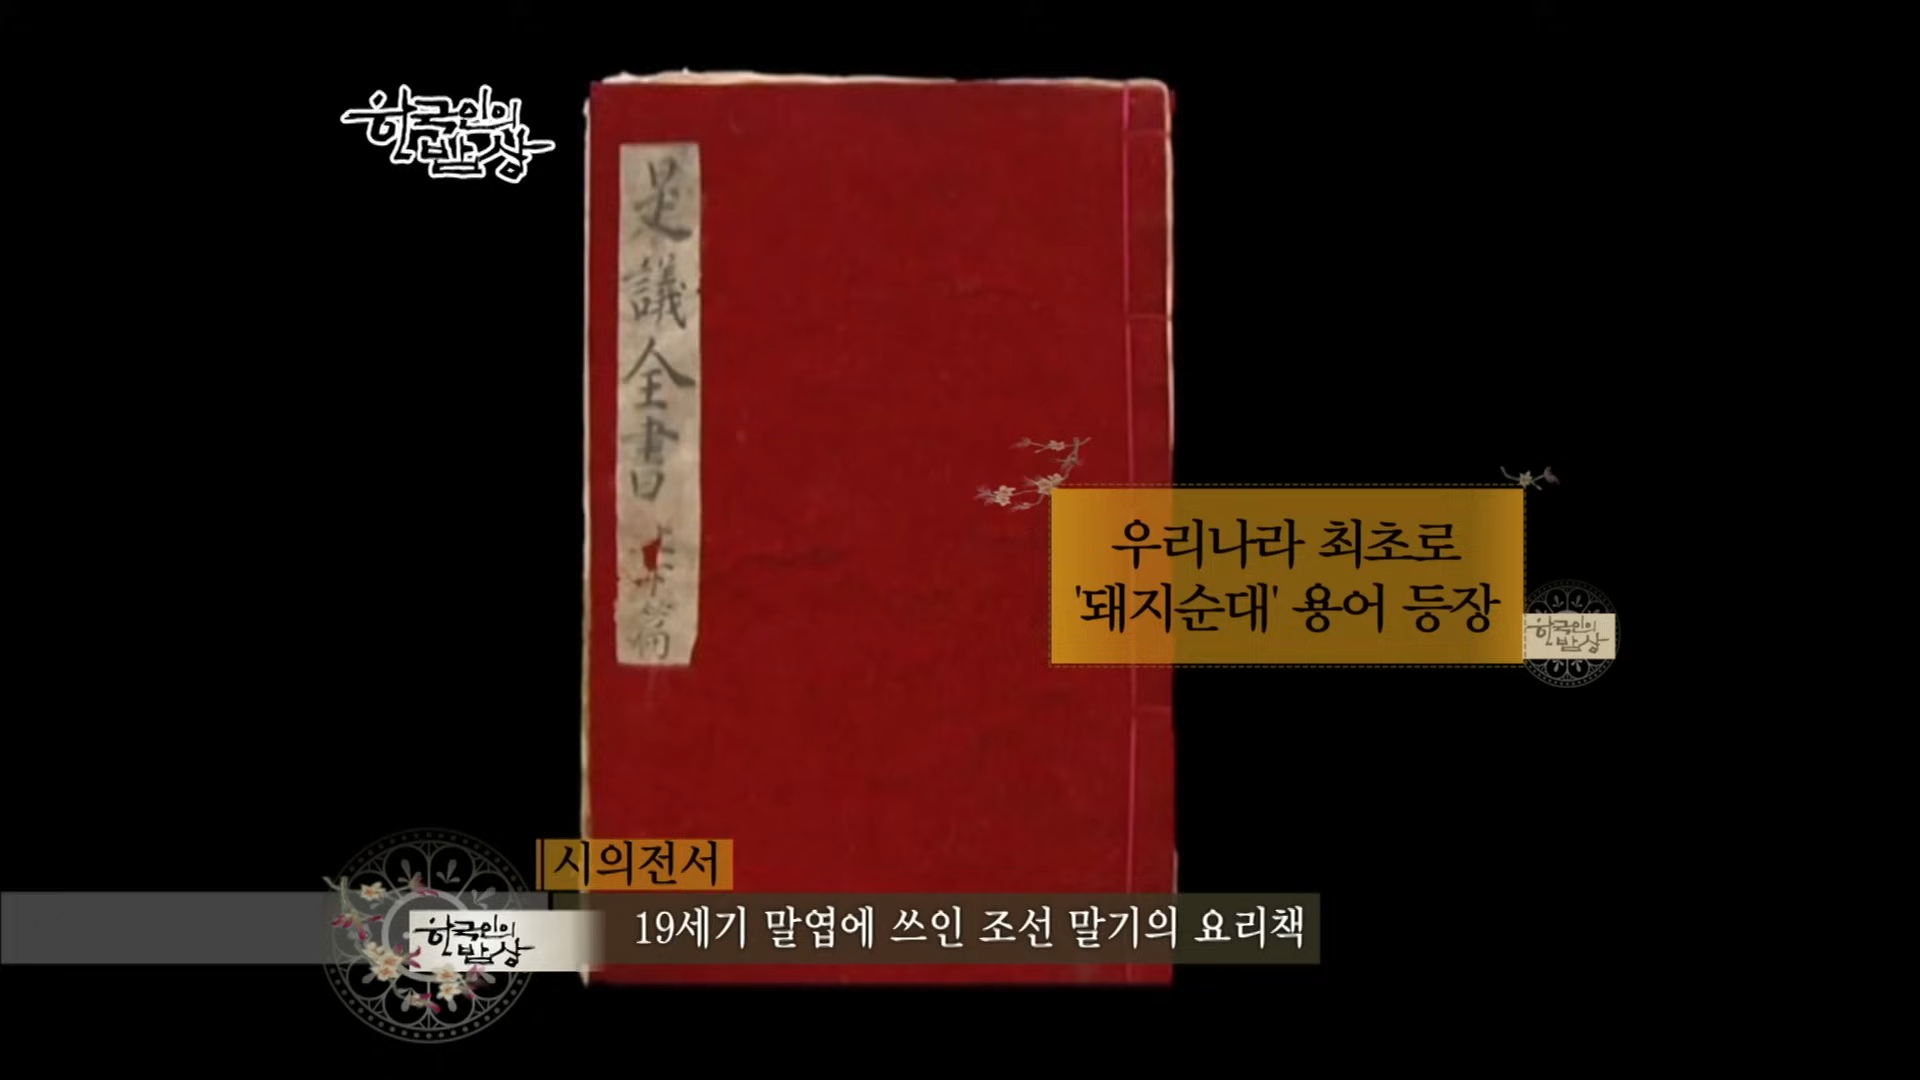 한국인의
밥상
是議全書
篇
우리나라 최초로
'돼지순대' 용어 등장
한국인의
밥상
시의전서
한국인의
밥상
19세기 말엽에 쓰인 조선 말기의 요리책